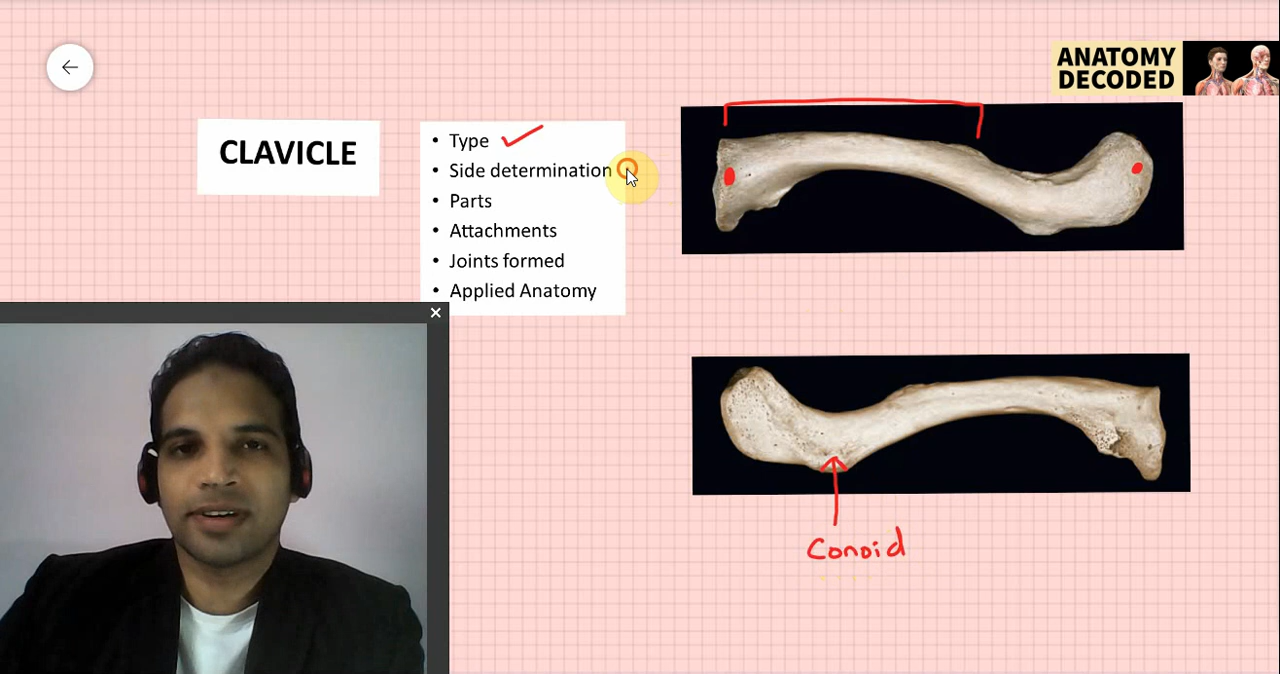 ANATOMY
DECODED
CLAVICLE
• Type
• Side determination
• Parts
• Attachments
• Joints formed
• Applied Anatomy
Conoid